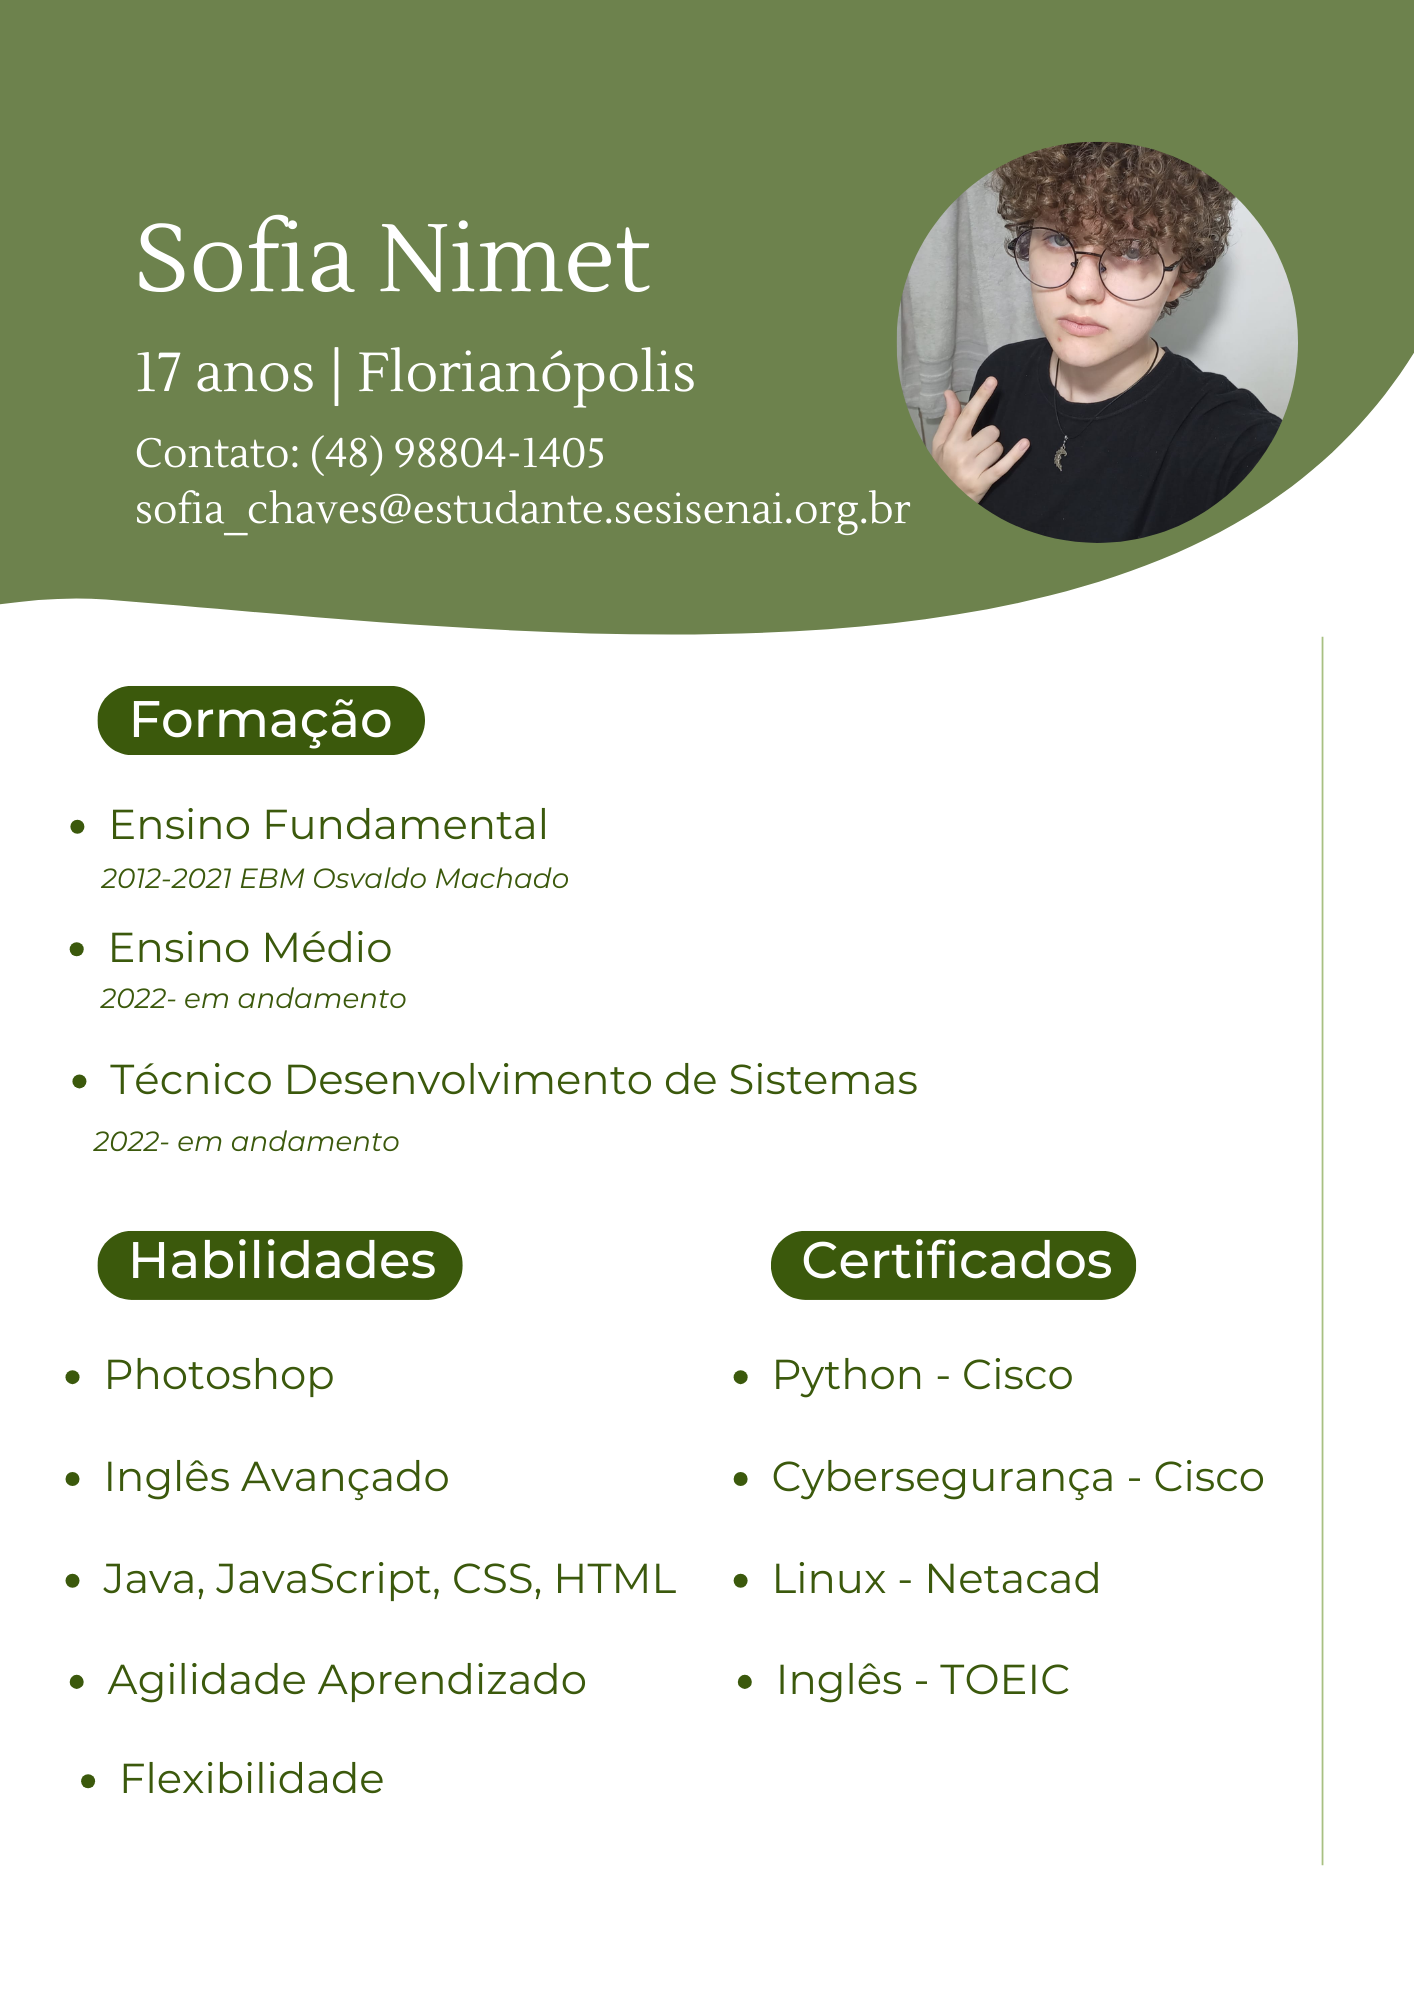 Sofia Nimet
17 anos | Florianópolis
Contato: (48) 98804-1405
sofia_chaves@estudante.sesisenai.org.br
Formação
• Ensino Fundamental
2012-2021 EBM Osvaldo Machado
• Ensino Médio
2022- em andamento
• Técnico Desenvolvimento de Sistemas
2022- em andamento
Habilidades
• Photoshop
• Inglês Avançado
• Java, JavaScript, CSS, HTML
• Agilidade Aprendizado
• Flexibilidade
Certificados
• Python - Cisco
• Cybersegurança - Cisco
• Linux - Netacad
• Inglês - TOEIC